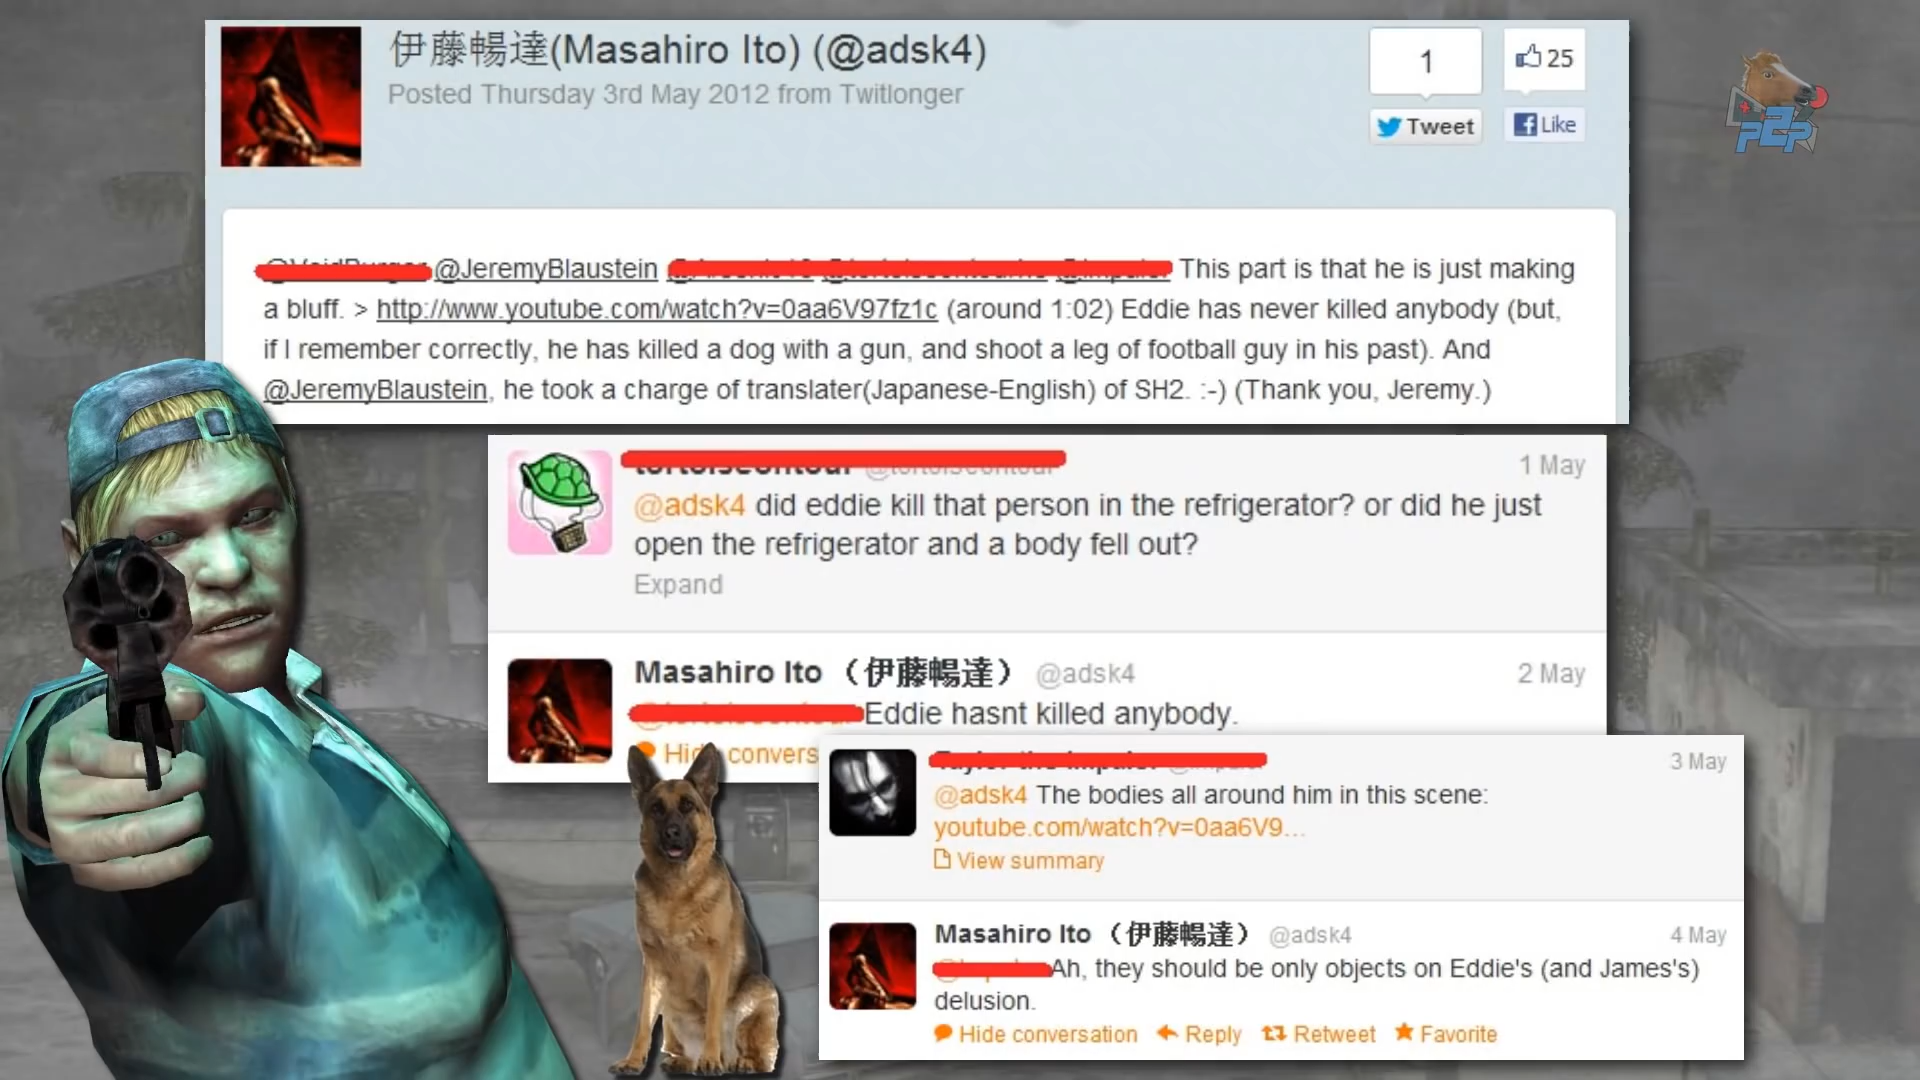 伊藤暢達(Masahiro Ito) (@adsk4)
Posted Thursday 3rd May 2012 from Twitlonger
1
25
Tweet
Like
@JeremyBlaustein This part is that he is just making
a bluff. > http://www.youtube.com/watch?v=0aa6V97fz1c (around 1:02) Eddie has never killed anybody (but,
if I remember correctly, he has killed a dog with a gun, and shoot a leg of football guy in his past). And
@JeremyBlaustein, he took a charge of translater(Japanese-English) of SH2. :-) (Thank you, Jeremy.)
1 May
@adsk4 did eddie kill that person in the refrigerator? or did he just
open the refrigerator and a body fell out?
Expand
Masahiro Ito (伊藤暢達) @adsk4
2 May
Eddie hasnt killed anybody.
Hide convers
3 May
@adsk4 The bodies all around him in this scene:
youtube.com/watch?v=0aa6V9...
View summary
Masahiro Ito (伊藤暢達) @adsk4
4 May
Ah, they should be only objects on Eddie's (and James's)
delusion.
Hide conversation Reply Retweet Favorite
P2P